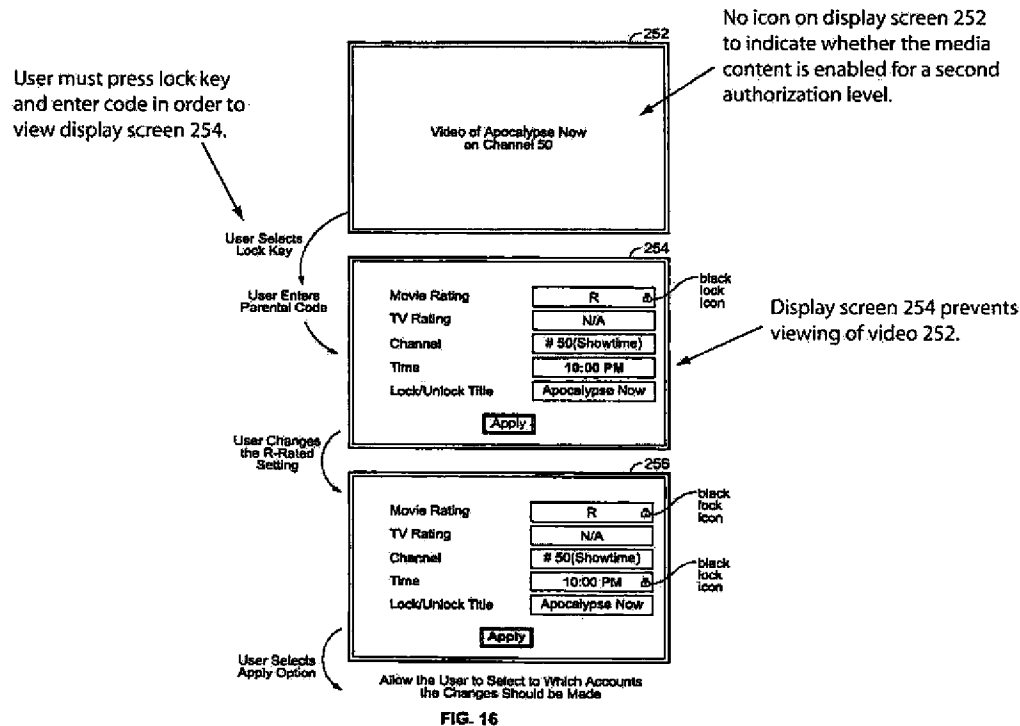 No icon on display screen 252
to indicate whether the media
content is enabled for a second
authorization level.
252
User must press lock key
and enter code in order to
view display screen 254.
Video of Apocalypse Now
on Channel 50
User Selects
Lock Key
254
User Enters
Parental Code
Movie Rating R
black
lock
icon
TV Rating N/A
Channel # 50(Showtime)
Time 10:00 PM
Lock/Unlock Title Apocalypse Now
Apply
Display screen 254 prevents
viewing of video 252.
User Changes
the R-Rated
Setting
256
Movie Rating R
black
lock
icon
TV Rating N/A
Channel # 50(Showtime)
Time 10:00 PM
black
lock
icon
Lock/Unlock Title Apocalypse Now
Apply
User Selects
Apply Option
Allow the User to Select to Which Accounts
the Changes Should be Made
FIG. 16